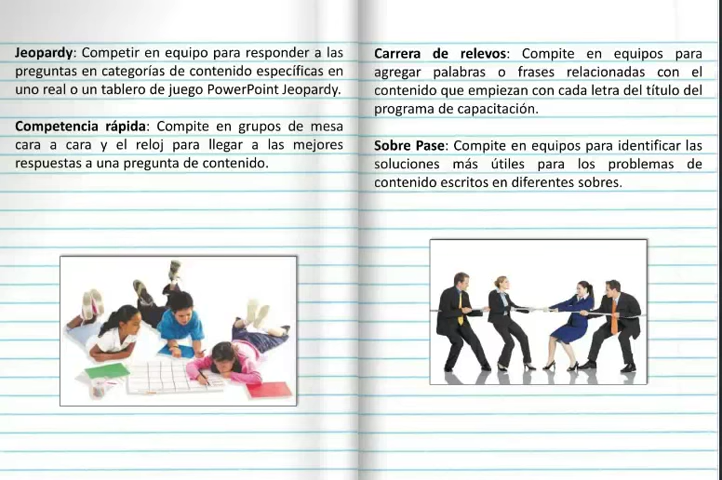 Jeopardy: Competir en equipo para responder a las
preguntas en categorías de contenido específicas en
uno real o un tablero de juego PowerPoint Jeopardy.
Competencia rápida: Compite en grupos de mesa
cara a cara y el reloj para llegar a las mejores
respuestas a una pregunta de contenido.
Carrera de relevos: Compite en equipos para
agregar palabras o frases relacionadas con el
contenido que empiezan con cada letra del título del
programa de capacitación.
Sobre Pase: Compite en equipos para identificar las
soluciones más útiles para los problemas de
contenido escritos en diferentes sobres.